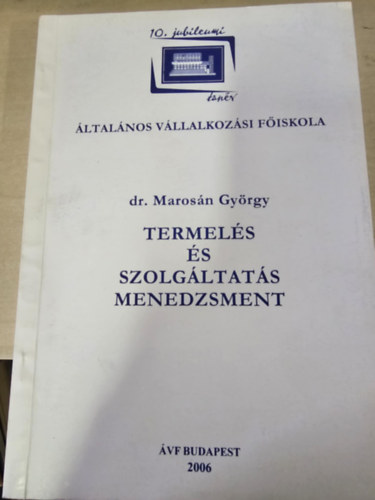 10. jubileumi
tanév
ÁLTALÁNOS VÁLLALKOZÁSI FŐISKOLA
dr. Marosán György
TERMELÉS
ÉS
SZOLGÁLTATÁS
MENEDZSMENT
ÁVF BUDAPEST
2006